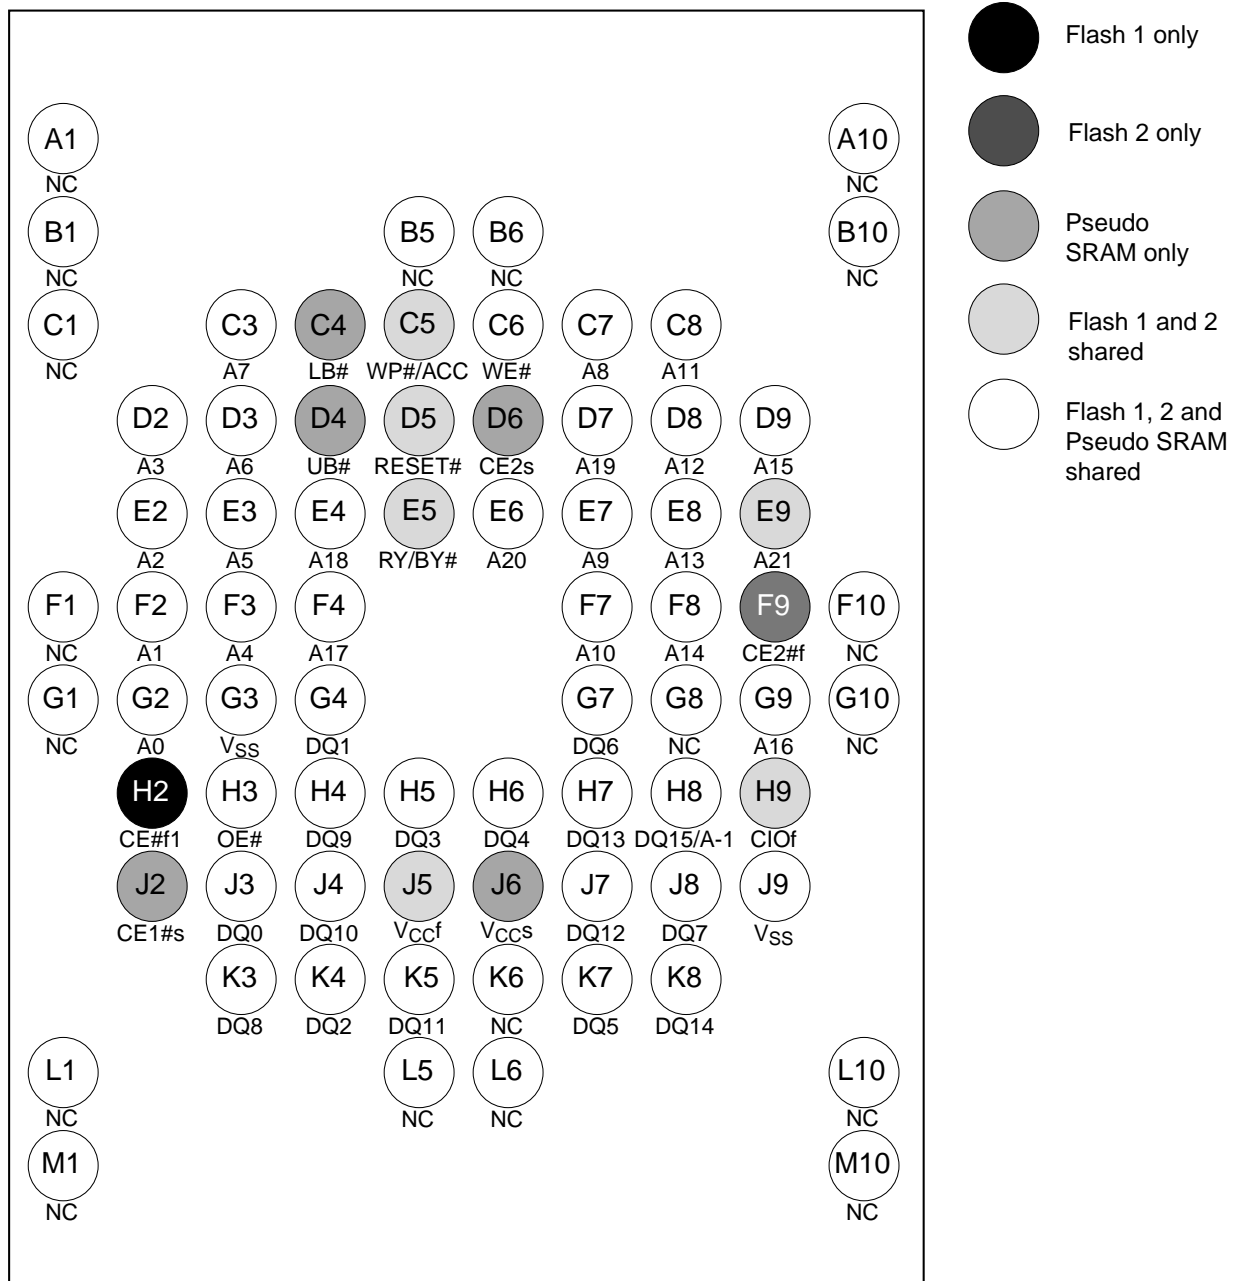 Flash 1 only
Flash 2 only
Pseudo
SRAM only
Flash 1 and 2
shared
Flash 1, 2 and
Pseudo SRAM
shared
A1 A10
NC NC
B1 B5 B6 B10
NC NC NC NC
C1 C3 C4 C5 C6 C7 C8
NC A7 LB# WP#/ACC WE# A8 A11
D2 D3 D4 D5 D6 D7 D8 D9
A3 A6 UB# RESET# CE2s A19 A12 A15
E2 E3 E4 E5 E6 E7 E8 E9
A2 A5 A18 RY/BY# A20 A9 A13 A21
F1 F2 F3 F4 F7 F8 F9 F10
NC A1 A4 A17 A10 A14 CE2#f NC
G1 G2 G3 G4 G7 G8 G9 G10
NC A0 VSS DQ1 DQ6 NC A16 NC
H2 H3 H4 H5 H6 H7 H8 H9
CE#f1 OE# DQ9 DQ3 DQ4 DQ13 DQ15/A-1 CIOf
J2 J3 J4 J5 J6 J7 J8 J9
CE1#s DQ0 DQ10 VCCf VCCs DQ12 DQ7 VSS
K3 K4 K5 K6 K7 K8
DQ8 DQ2 DQ11 NC DQ5 DQ14
L1 L5 L6 L10
NC NC NC NC
M1 M10
NC NC